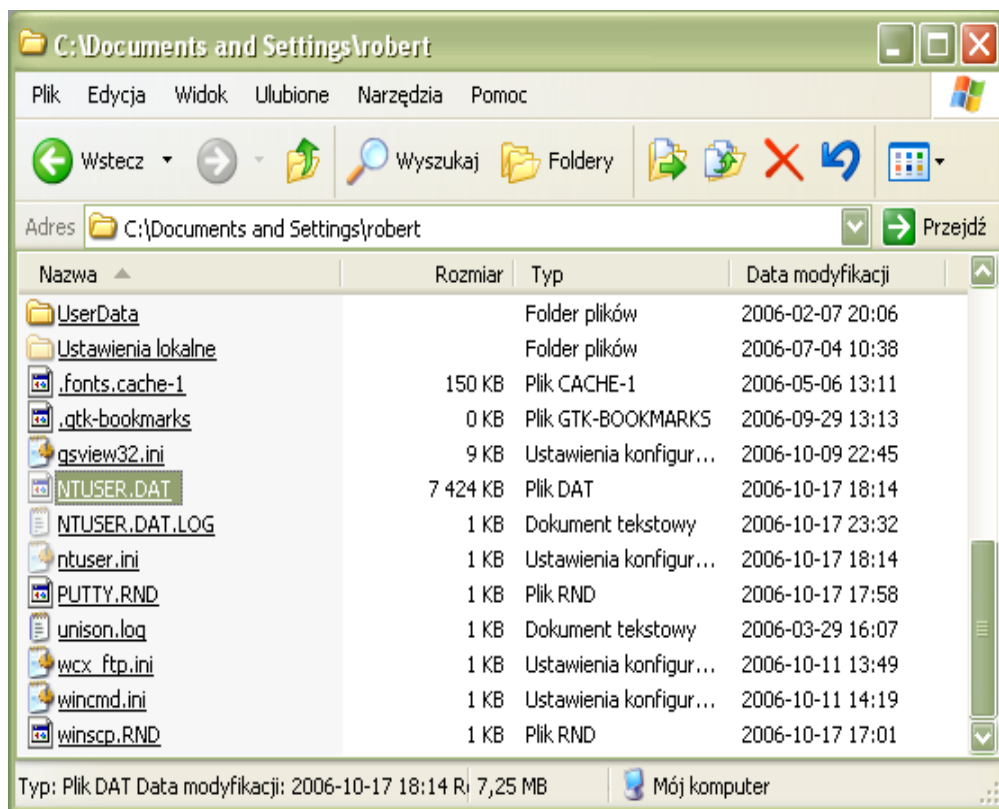 C:\Documents and Settings\robert
Plik Edycja Widok Ulubione Narzędzia Pomoc
Wstecz Wyszukaj Foldery
Adres C:\Documents and Settings\robert Przejdź
Nazwa Rozmiar Typ Data modyfikacji
UserData Folder plików 2006-02-07 20:06
Ustawienia lokalne Folder plików 2006-07-04 10:38
.fonts.cache-1 150 KB Plik CACHE-1 2006-05-06 13:11
.gtk-bookmarks 0 KB Plik GTK-BOOKMARKS 2006-09-29 13:13
gsview32.ini 9 KB Ustawienia konfigur... 2006-10-09 22:45
NTUSER.DAT 7 424 KB Plik DAT 2006-10-17 18:14
NTUSER.DAT.LOG 1 KB Dokument tekstowy 2006-10-17 23:32
ntuser.ini 1 KB Ustawienia konfigur... 2006-10-17 18:14
PUTTY.RND 1 KB Plik RND 2006-10-17 17:58
unison.log 1 KB Dokument tekstowy 2006-03-29 16:07
wcx_ftp.ini 1 KB Ustawienia konfigur... 2006-10-11 13:49
wincmd.ini 1 KB Ustawienia konfigur... 2006-10-11 14:19
winscp.RND 1 KB Plik RND 2006-10-17 17:01
Typ: Plik DAT Data modyfikacji: 2006-10-17 18:14 R 7,25 MB Mój komputer